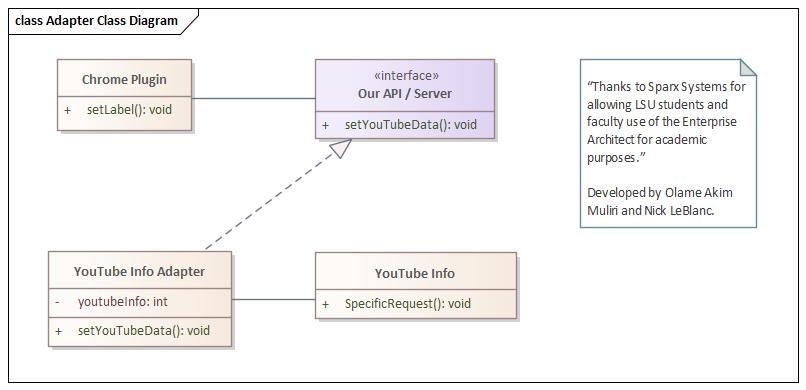 class Adapter Class Diagram
Chrome Plugin
+ setLabel(): void
«interface»
Our API / Server
+ setYouTubeData(): void
“Thanks to Sparx Systems for
allowing LSU students and
faculty use of the Enterprise
Architect for academic
purposes.”
Developed by Olame Akim
Muliri and Nick LeBlanc.
YouTube Info Adapter
- youtubeInfo: int
+ setYouTubeData(): void
YouTube Info
+ SpecificRequest(): void